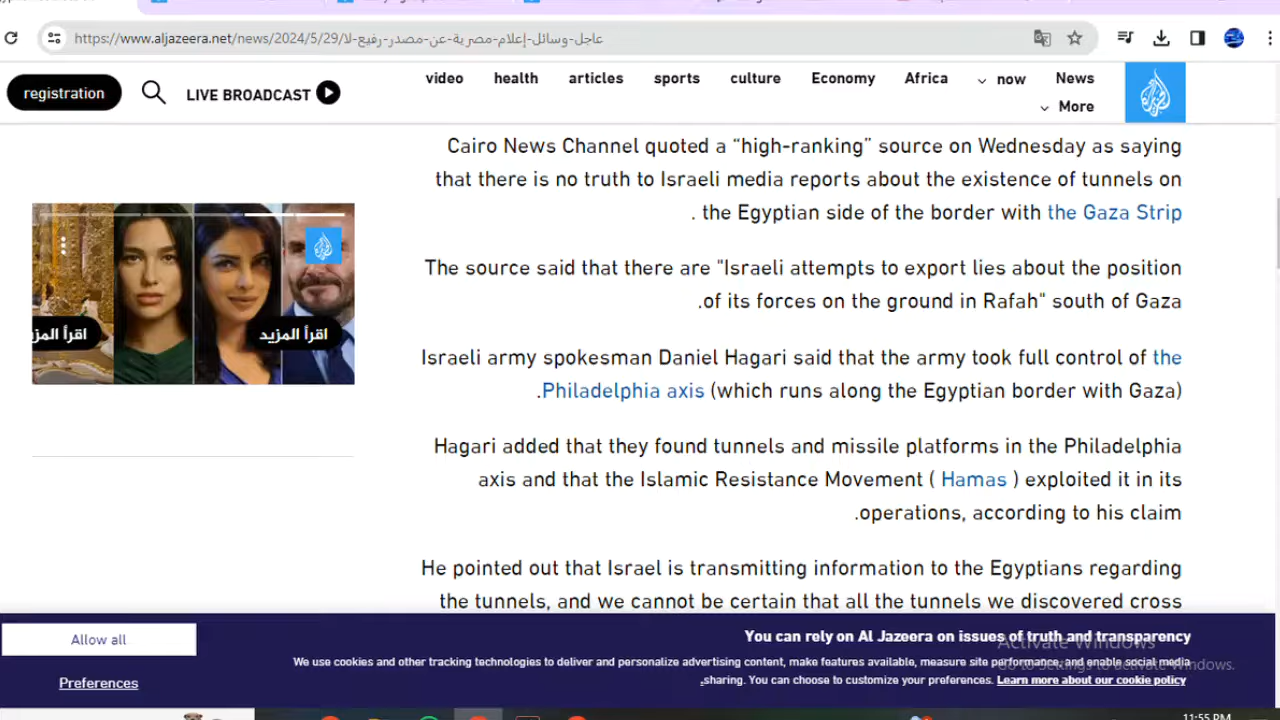 https://www.aljazeera.net/news/2024/5/29/عاجل-وسائل-إعلام-مصرية-عن-مصدر-رفيع-لا
registration
LIVE BROADCAST
video health articles sports culture Economy Africa now News
More
Cairo News Channel quoted a “high-ranking” source on Wednesday as saying
that there is no truth to Israeli media reports about the existence of tunnels on
. the Egyptian side of the border with the Gaza Strip
The source said that there are "Israeli attempts to export lies about the position
.of its forces on the ground in Rafah" south of Gaza
Israeli army spokesman Daniel Hagari said that the army took full control of the
.Philadelphia axis (which runs along the Egyptian border with Gaza)
Hagari added that they found tunnels and missile platforms in the Philadelphia
axis and that the Islamic Resistance Movement ( Hamas ) exploited it in its
.operations, according to his claim
He pointed out that Israel is transmitting information to the Egyptians regarding
the tunnels, and we cannot be certain that all the tunnels we discovered cross
اقرأ المزيد
اقرأ المز
Allow all
Preferences
You can rely on Al Jazeera on issues of truth and transparency
We use cookies and other tracking technologies to deliver and personalize advertising content, make features available, measure site performance, and enable social media
.sharing. You can choose to customize your preferences. Learn more about our cookie policy
Activate Windows
Go to Settings to activate Windows.
11:55 PM